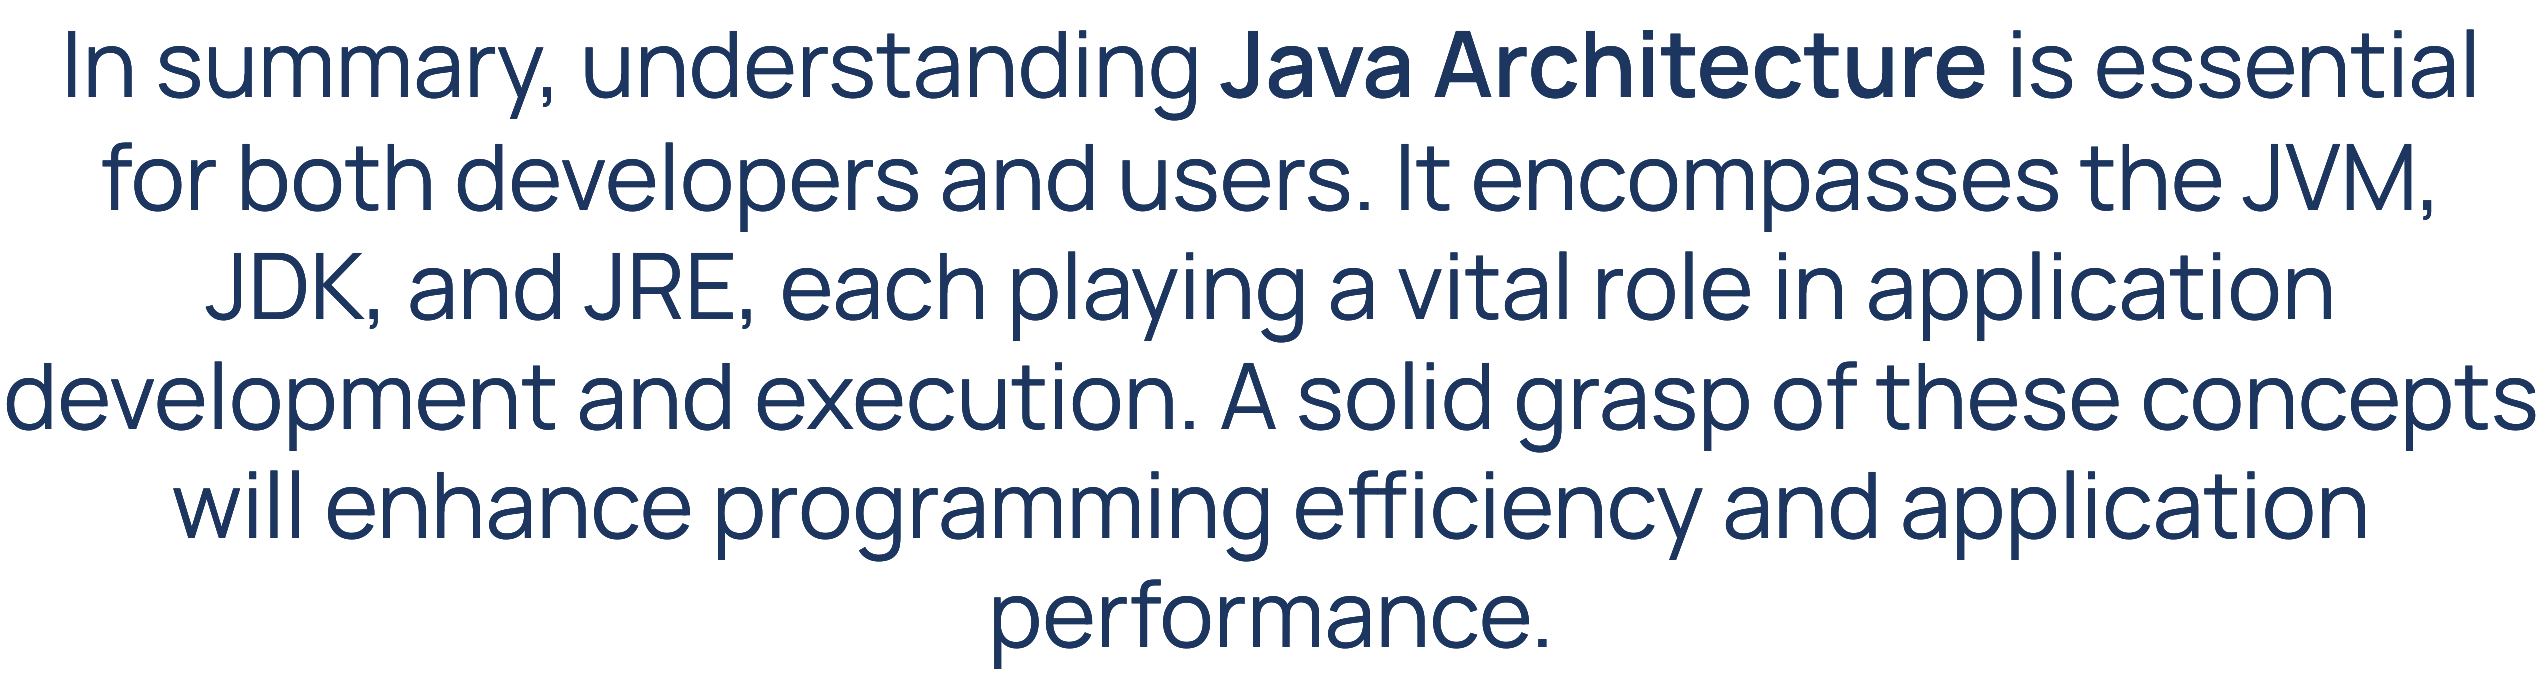 In summary, understanding Java Architecture is essential
for both developers and users. It encompasses the JVM,
JDK, and JRE, each playing a vital role in application
development and execution. A solid grasp of these concepts
will enhance programming efficiency and application
performance.